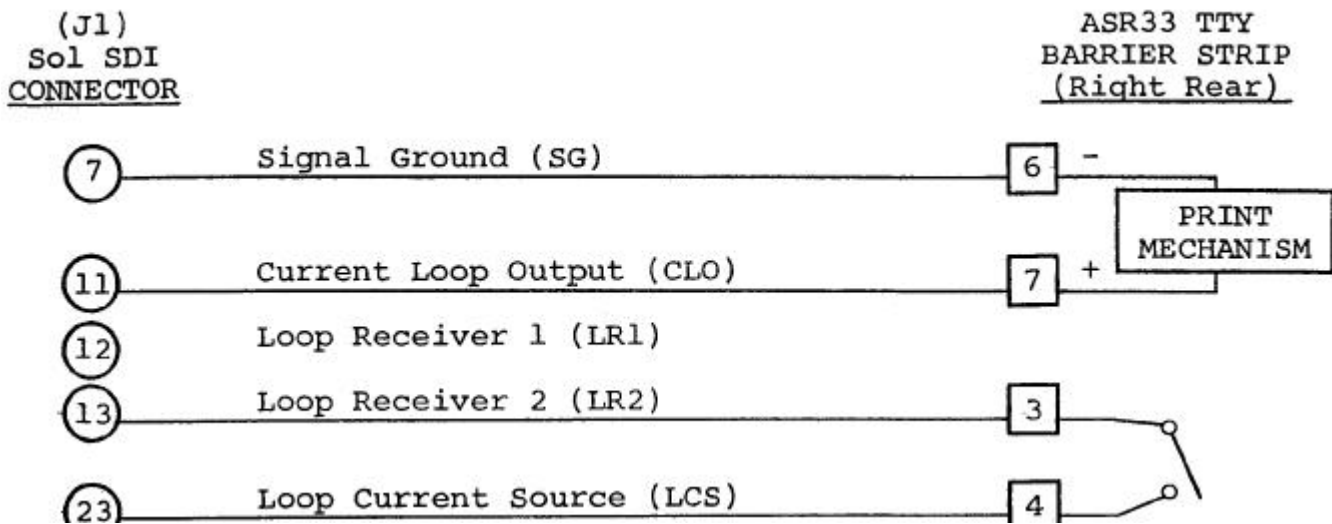 (J1)
Sol SDI
CONNECTOR
ASR33 TTY
BARRIER STRIP
(Right Rear)
7 Signal Ground (SG) 6 -
PRINT
MECHANISM
11 Current Loop Output (CLO) 7 +
12 Loop Receiver 1 (LR1)
13 Loop Receiver 2 (LR2) 3
23 Loop Current Source (LCS) 4